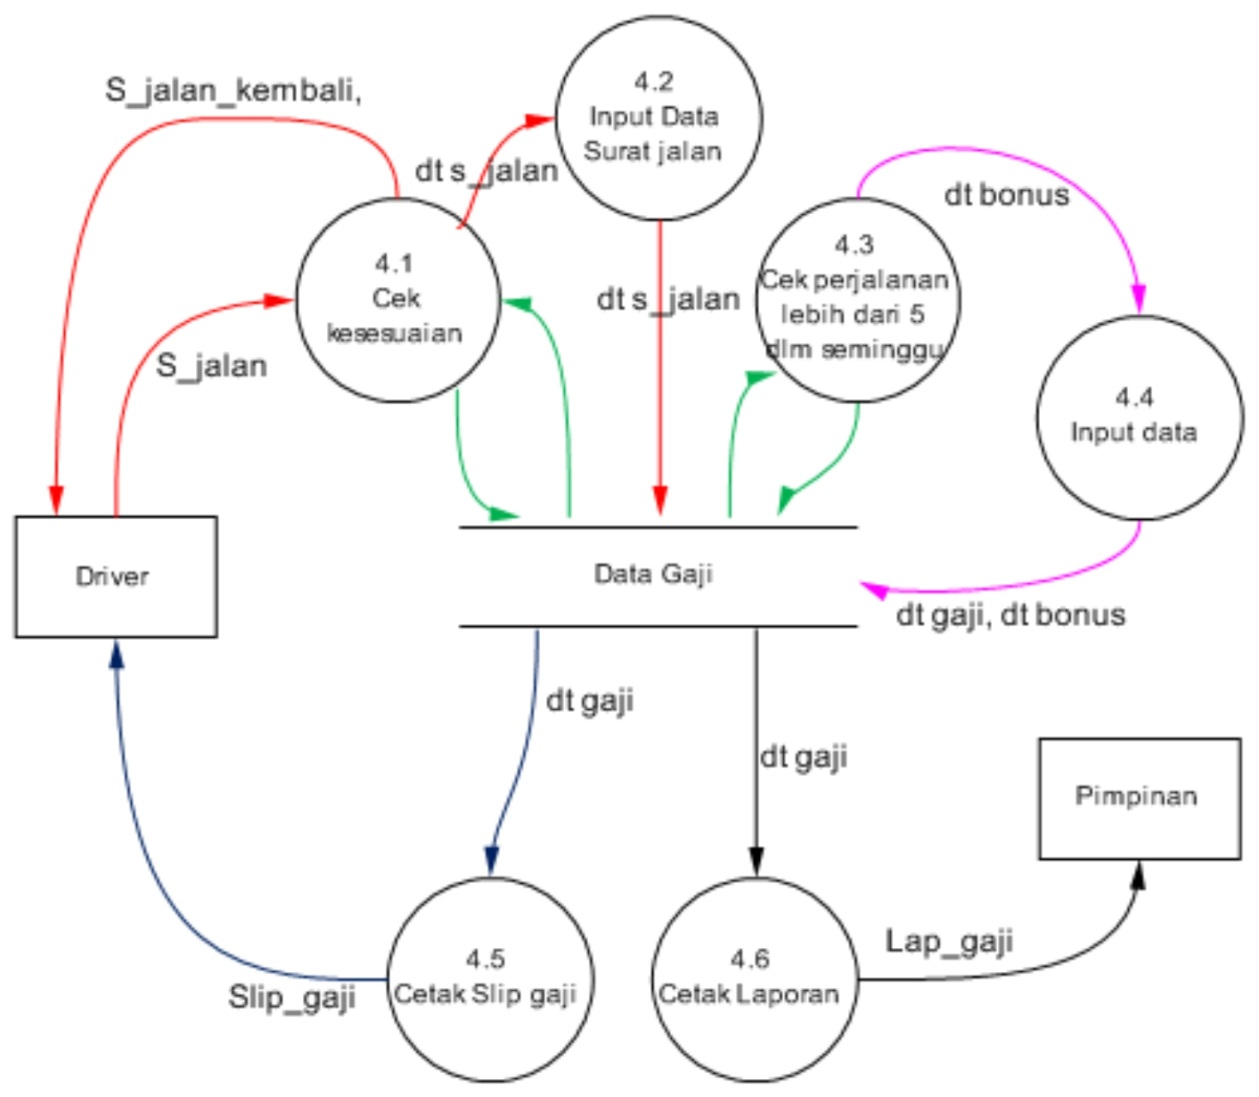 S_jalan_kembali,
4.2
Input Data
Surat jalan
dt s_jalan
dt bonus
4.1
Cek
kesesuaian
4.3
Cek perjalanan
lebih dari 5
dlm seminggu
dt s_jalan
S_jalan
4.4
Input data
Driver
Data Gaji
dt gaji, dt bonus
dt gaji
dt gaji
Pimpinan
Lap_gaji
4.5
Cetak Slip gaji
4.6
Cetak Laporan
Slip_gaji